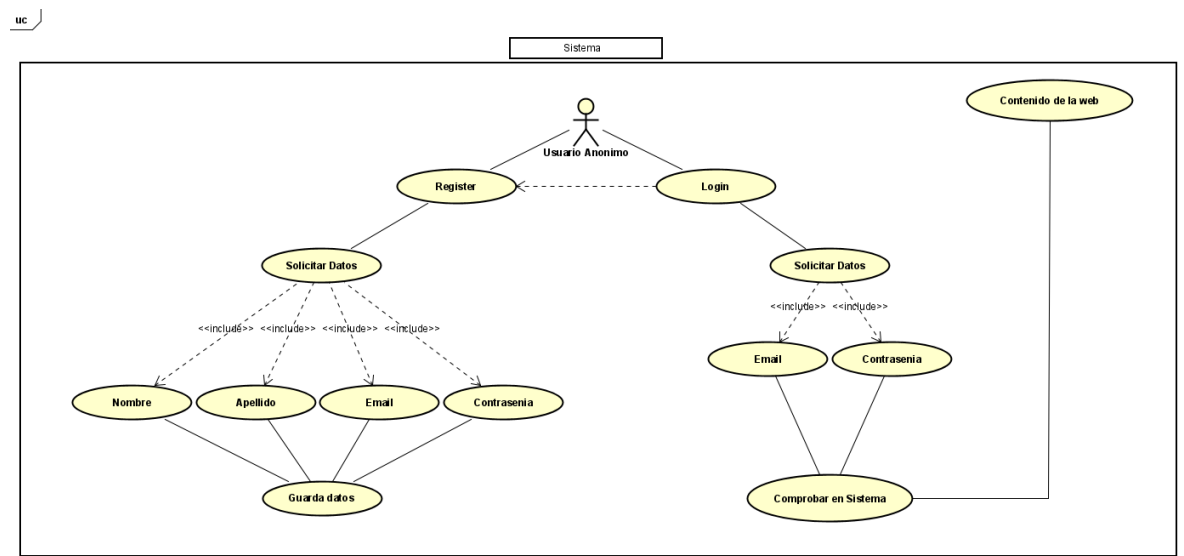 uc
Sistema
Contenido de la web
Usuario Anonimo
Register
Login
Solicitar Datos
Solicitar Datos
<<include>>
<<include>>
<<include>>
<<include>>
<<include>>
<<include>>
Email
Contrasenia
Nombre
Apellido
Email
Contrasenia
Guarda datos
Comprobar en Sistema